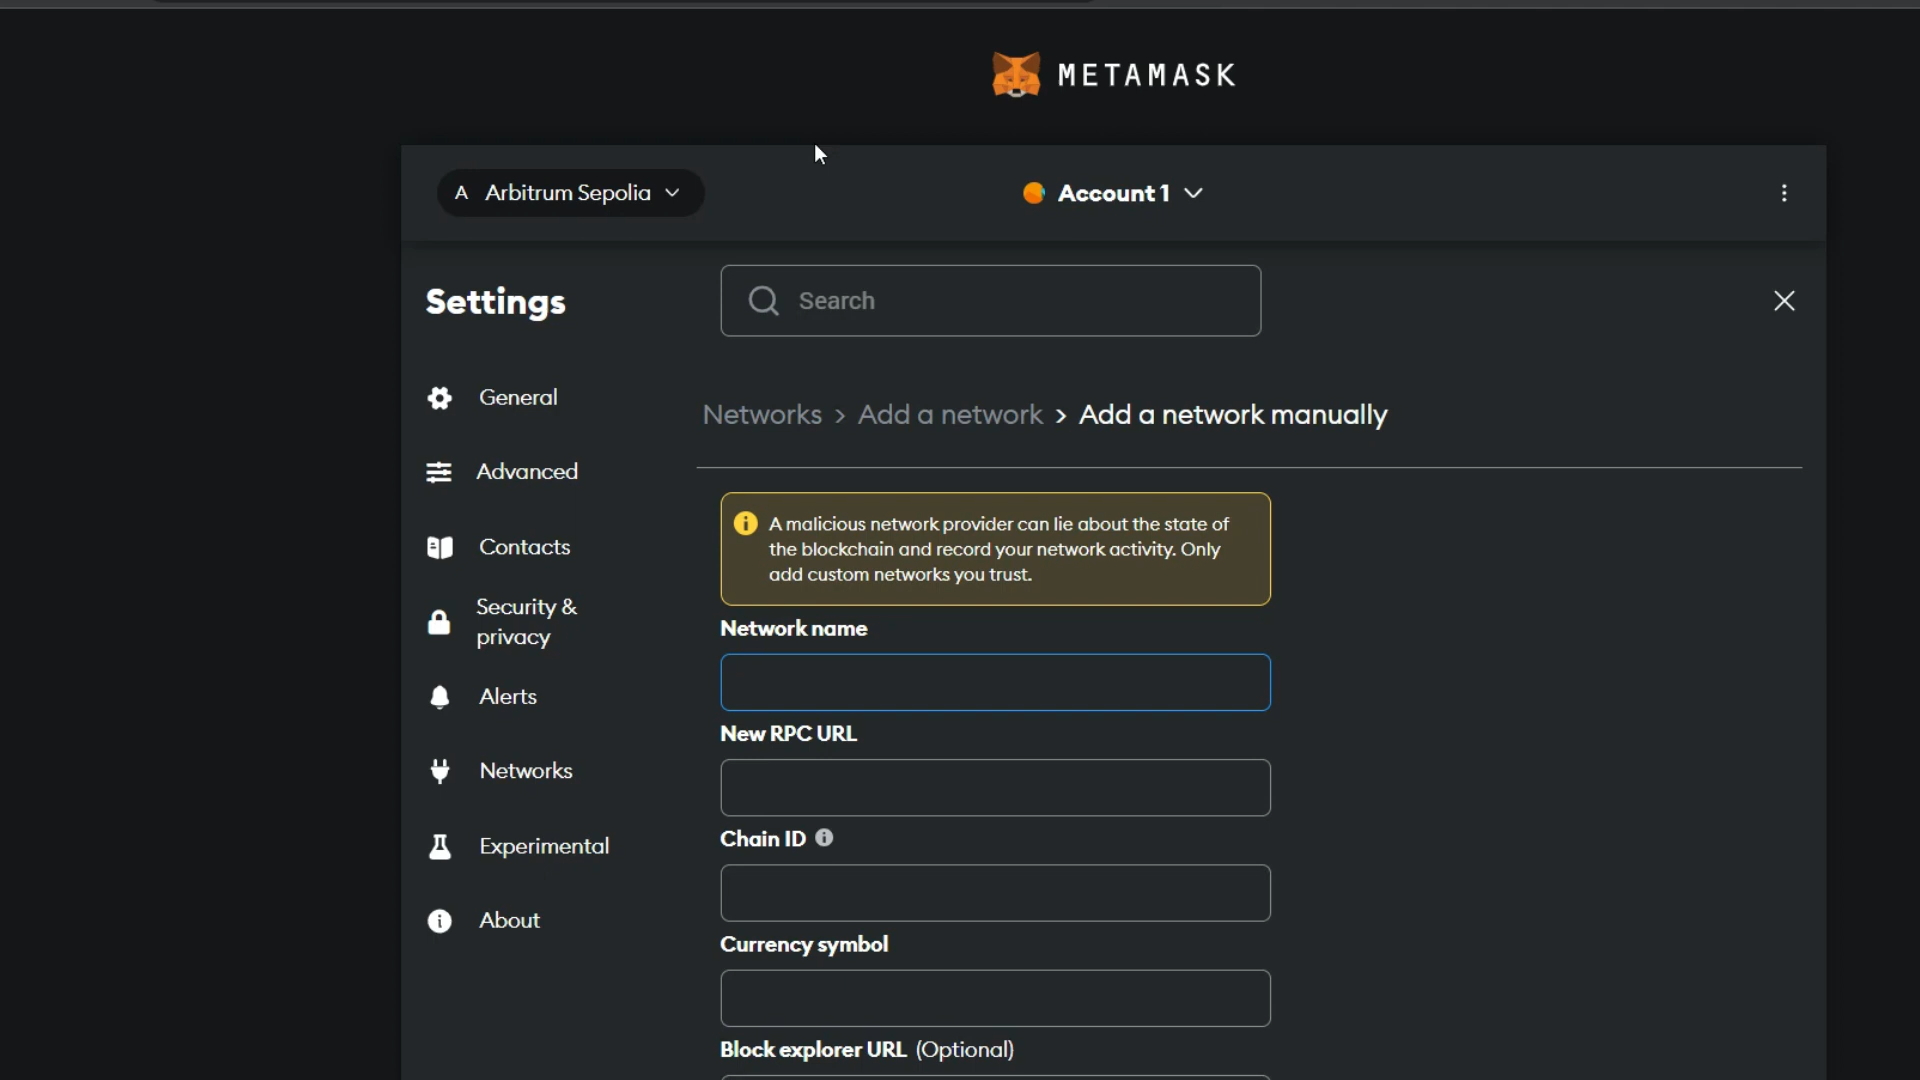 METAMASK
A Arbitrum Sepolia
Account 1
Settings
Search
General
Advanced
Contacts
Security &
privacy
Alerts
Networks
Experimental
About
Networks > Add a network > Add a network manually
A malicious network provider can lie about the state of
the blockchain and record your network activity. Only
add custom networks you trust.
Network name
New RPC URL
Chain ID
Currency symbol
Block explorer URL (Optional)